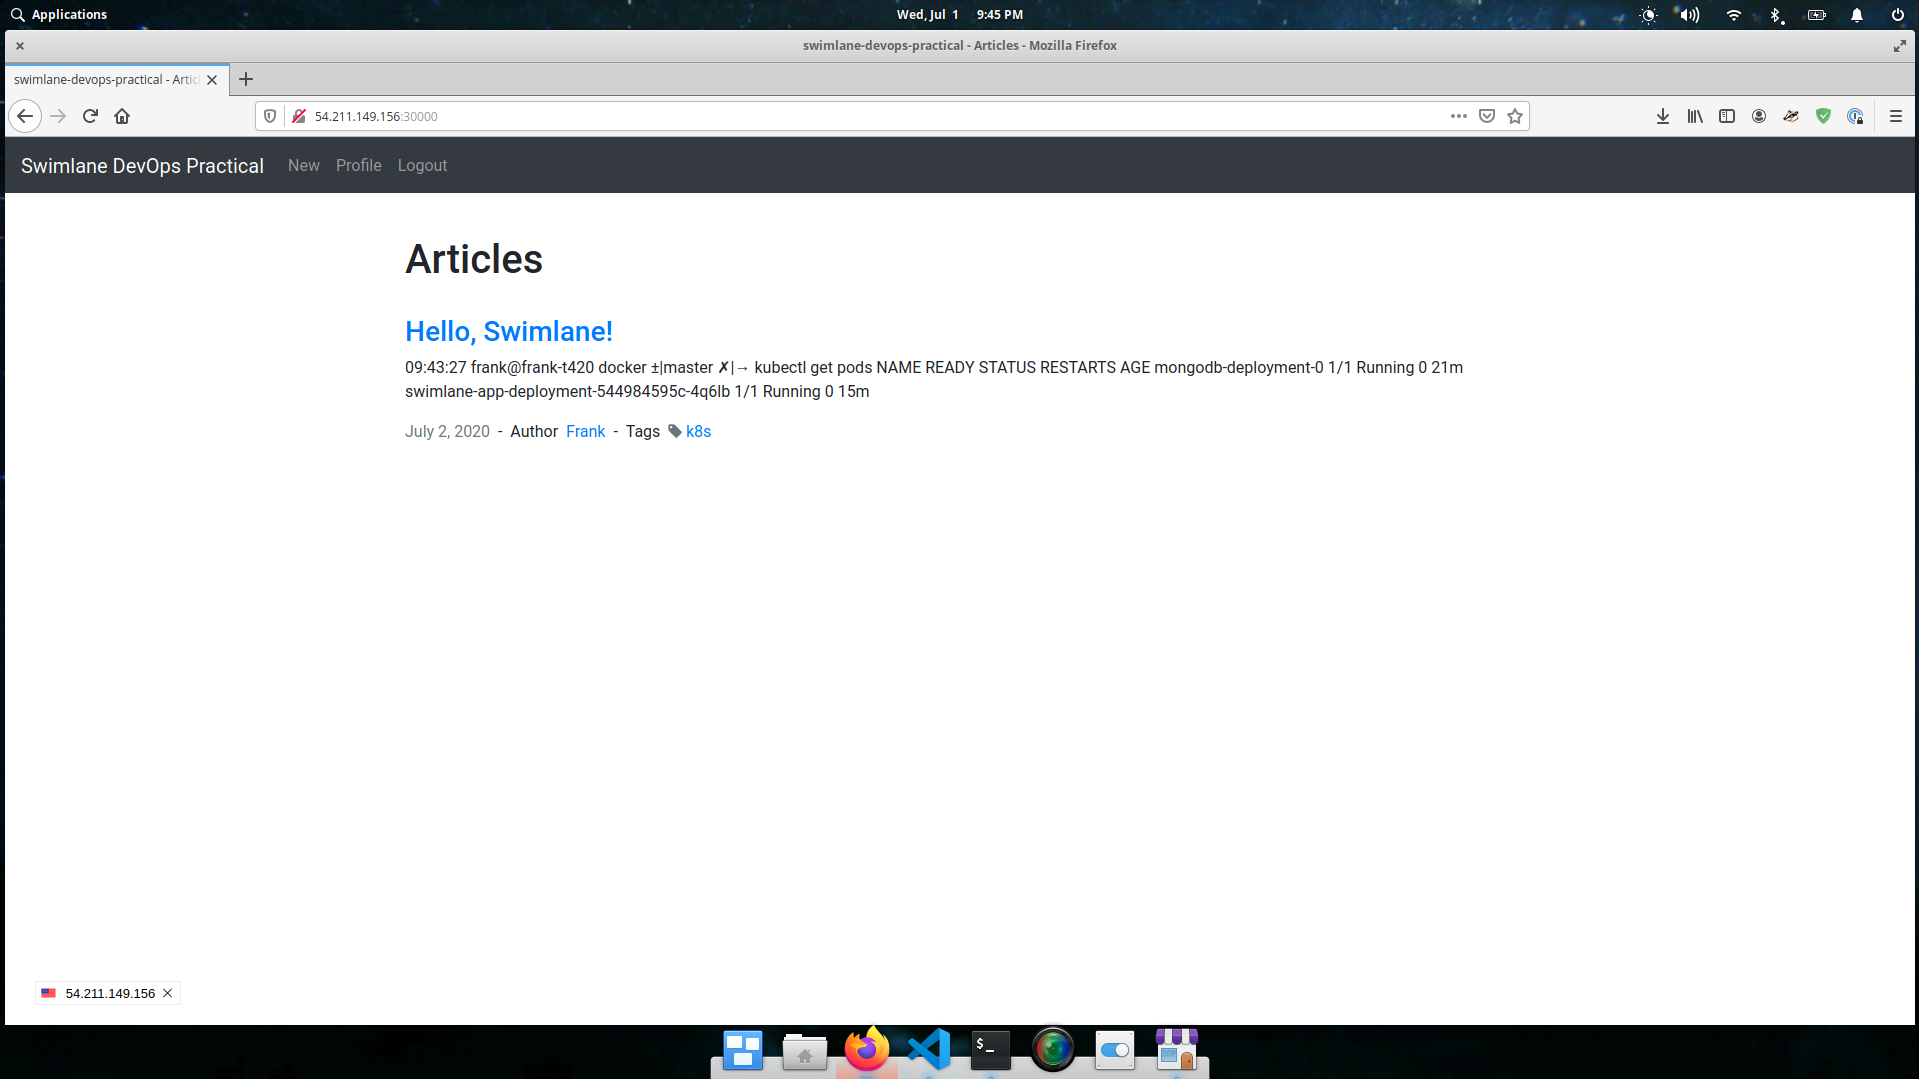 Applications
Wed, Jul 1 9:45 PM
swimlane-devops-practical - Articles - Mozilla Firefox
swimlane-devops-practical - Artic
54.211.149.156:30000
Swimlane DevOps Practical New Profile Logout
Articles
Hello, Swimlane!
09:43:27 frank@frank-t420 docker ±|master ✗|→ kubectl get pods NAME READY STATUS RESTARTS AGE mongodb-deployment-0 1/1 Running 0 21m
swimlane-app-deployment-544984595c-4q6lb 1/1 Running 0 15m
July 2, 2020 - Author Frank - Tags k8s
54.211.149.156
$_